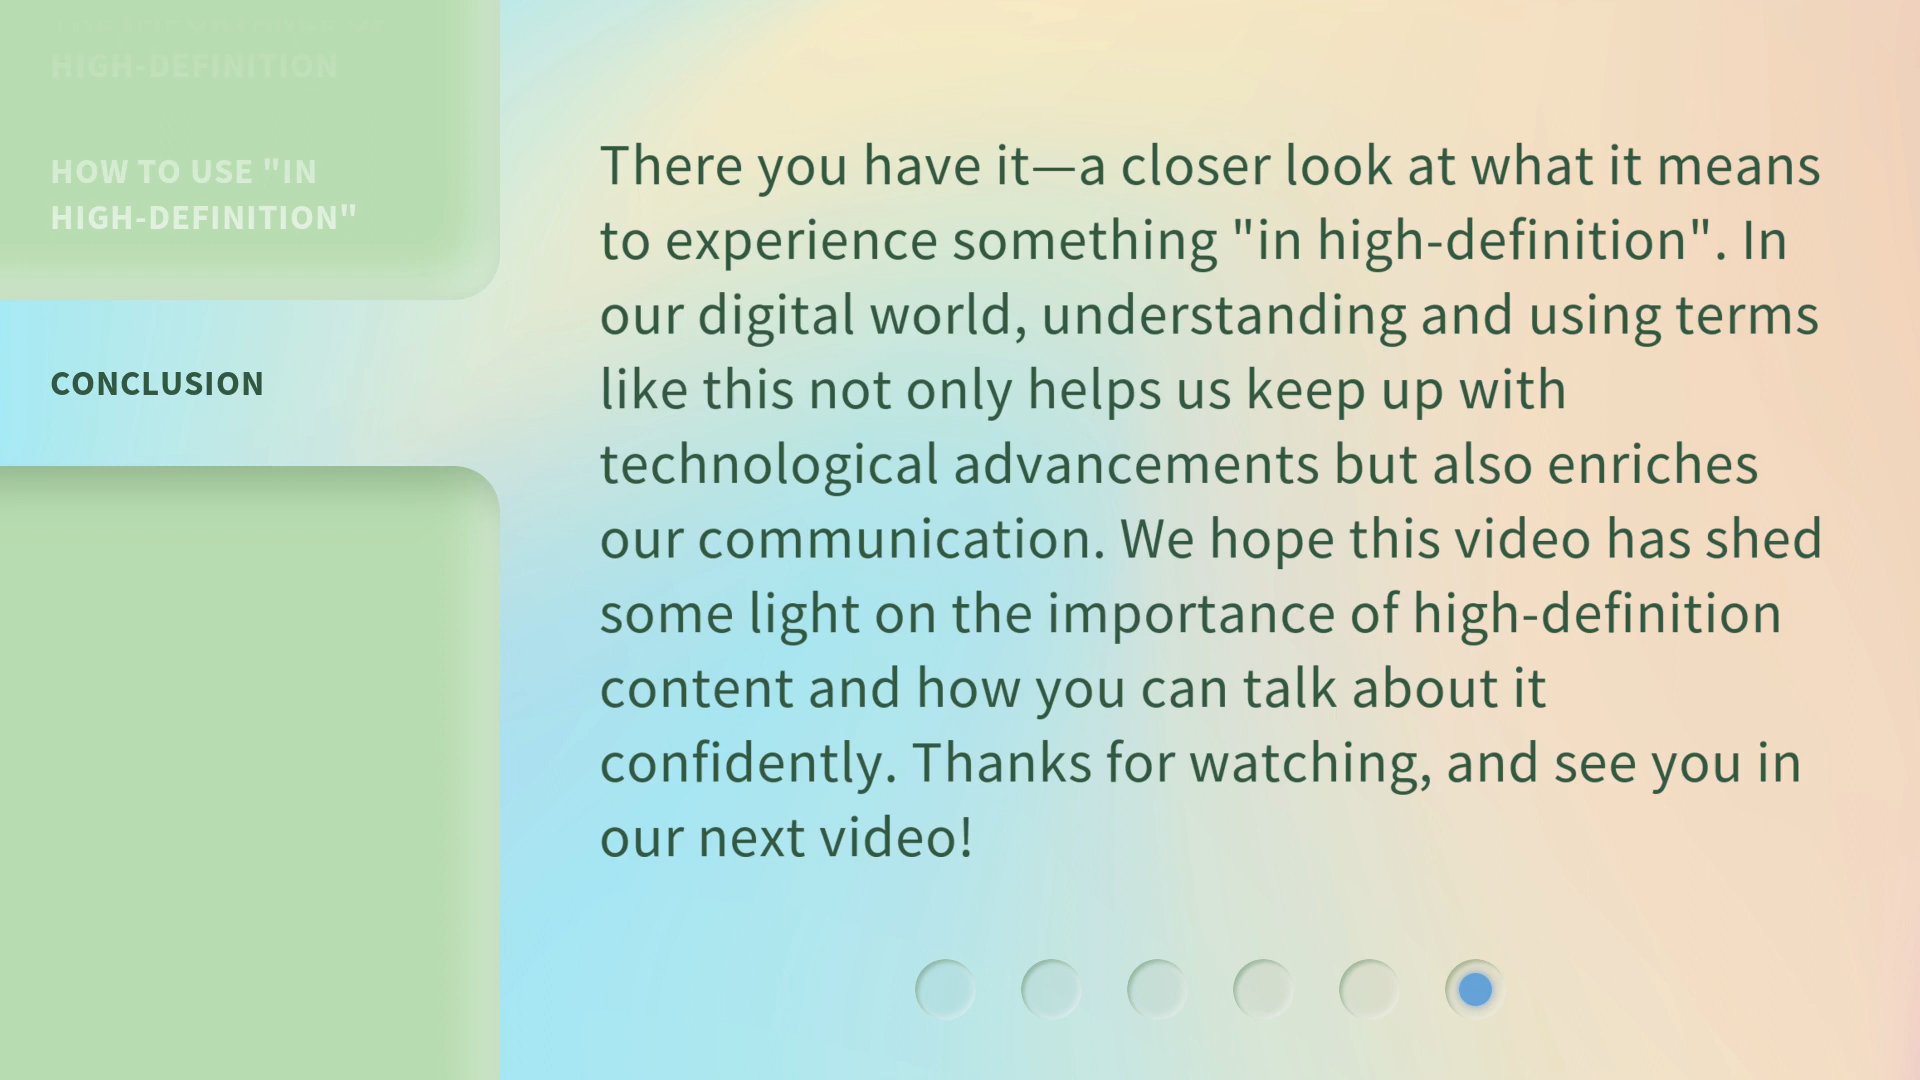 HIGH-DEFINITION
HOW TO USE "IN
HIGH-DEFINITION"
CONCLUSION
There you have it—a closer look at what it means
to experience something "in high-definition". In
our digital world, understanding and using terms
like this not only helps us keep up with
technological advancements but also enriches
our communication. We hope this video has shed
some light on the importance of high-definition
content and how you can talk about it
confidently. Thanks for watching, and see you in
our next video!